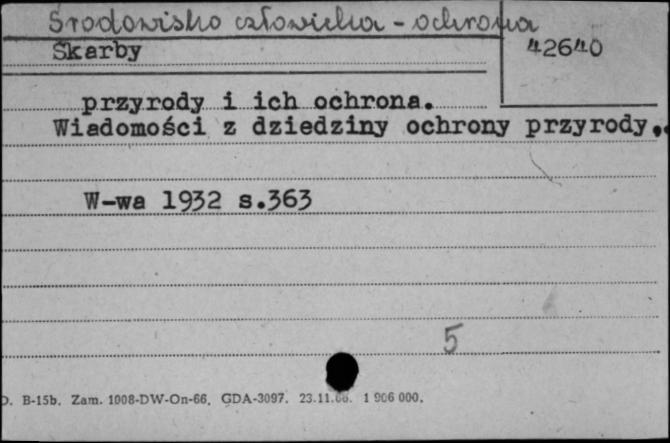 Środowisko człowieka - ochrona
Skarby
42640
przyrody i ich ochrona.
Wiadomości z dziedziny ochrony przyrody..
W-wa 1932 s.363
5
D. B-15b. Zam. 1008-DW-On-66. GDA-3097. 23.11.66. 1 906 000.